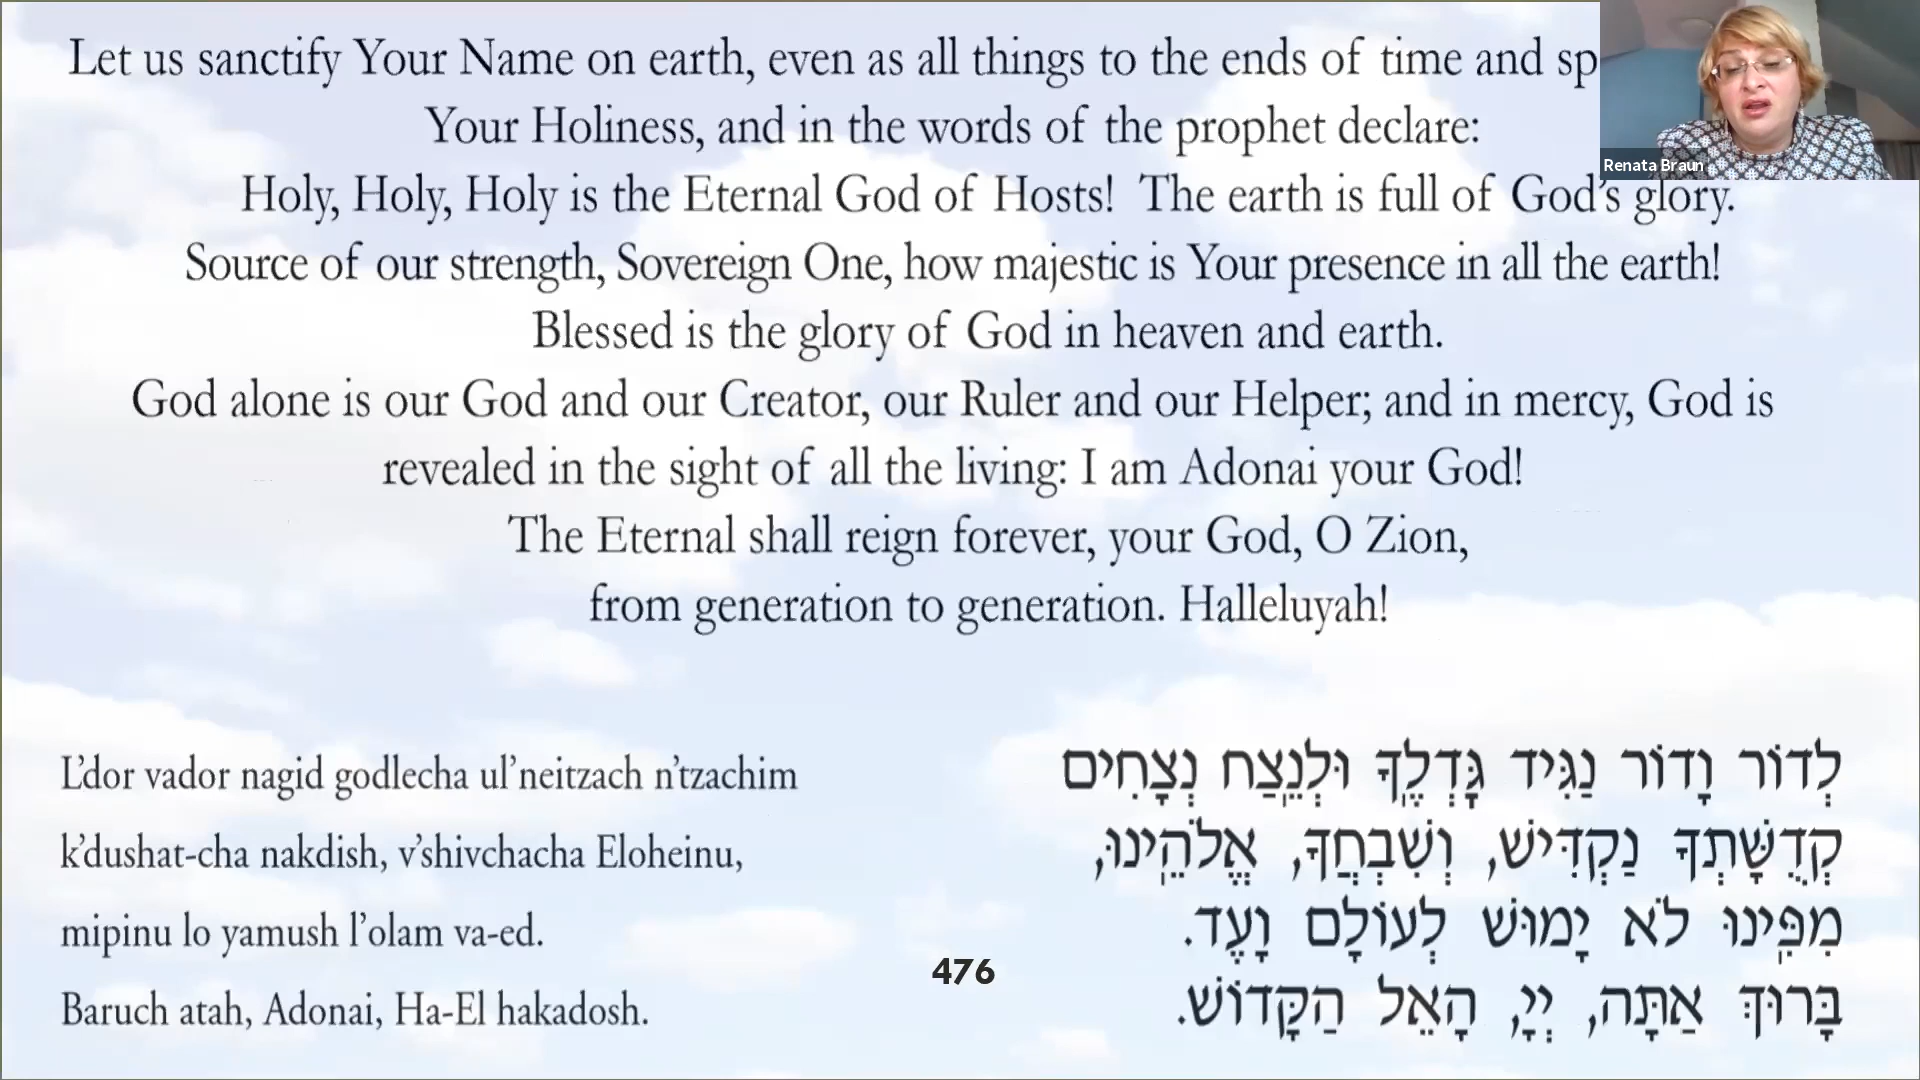 Let us sanctify Your Name on earth, even as all things to the ends of time and
Your Holiness, and in the words of the prophet declare:
Holy, Holy, Holy is the Eternal God of Hosts! The earth is full of God's glory.
Source of our strength, Sovereign One, how majestic is Your presence in all the earth!
Blessed is the glory of God in heaven and earth.
God alone is our God and our Creator, our Ruler and our Helper; and in mercy, God is
revealed in the sight of all the living: I am Adonai your God!
The Eternal shall reign forever, your God, O Zion,
from generation to generation. Halleluyah!
Renata Braun
L'dor vador nagid godlecha ul'neitzach n'tzachim
k'dushat-cha nakdish, v'shivchacha Eloheinu,
mipinu lo yamush l'olam va-ed.
Baruch atah, Adonai, Ha-El hakadosh.
לְדוֹר וָדוֹר נַגִּיד גָּדְלֶֽךָ וּלְנֵֽצַח נְצָחִים
קְדֻשָּׁתְךָ נַקְדִּישׁ, וְשִׁבְחֲךָ, אֱלֹהֵֽינוּ,
מִפִּֽינוּ לֹא יָמוּשׁ לְעוֹלָם וָעֶד.
בָּרוּךְ אַתָּה, יְיָ, הָאֵל הַקָּדוֹשׁ.
476